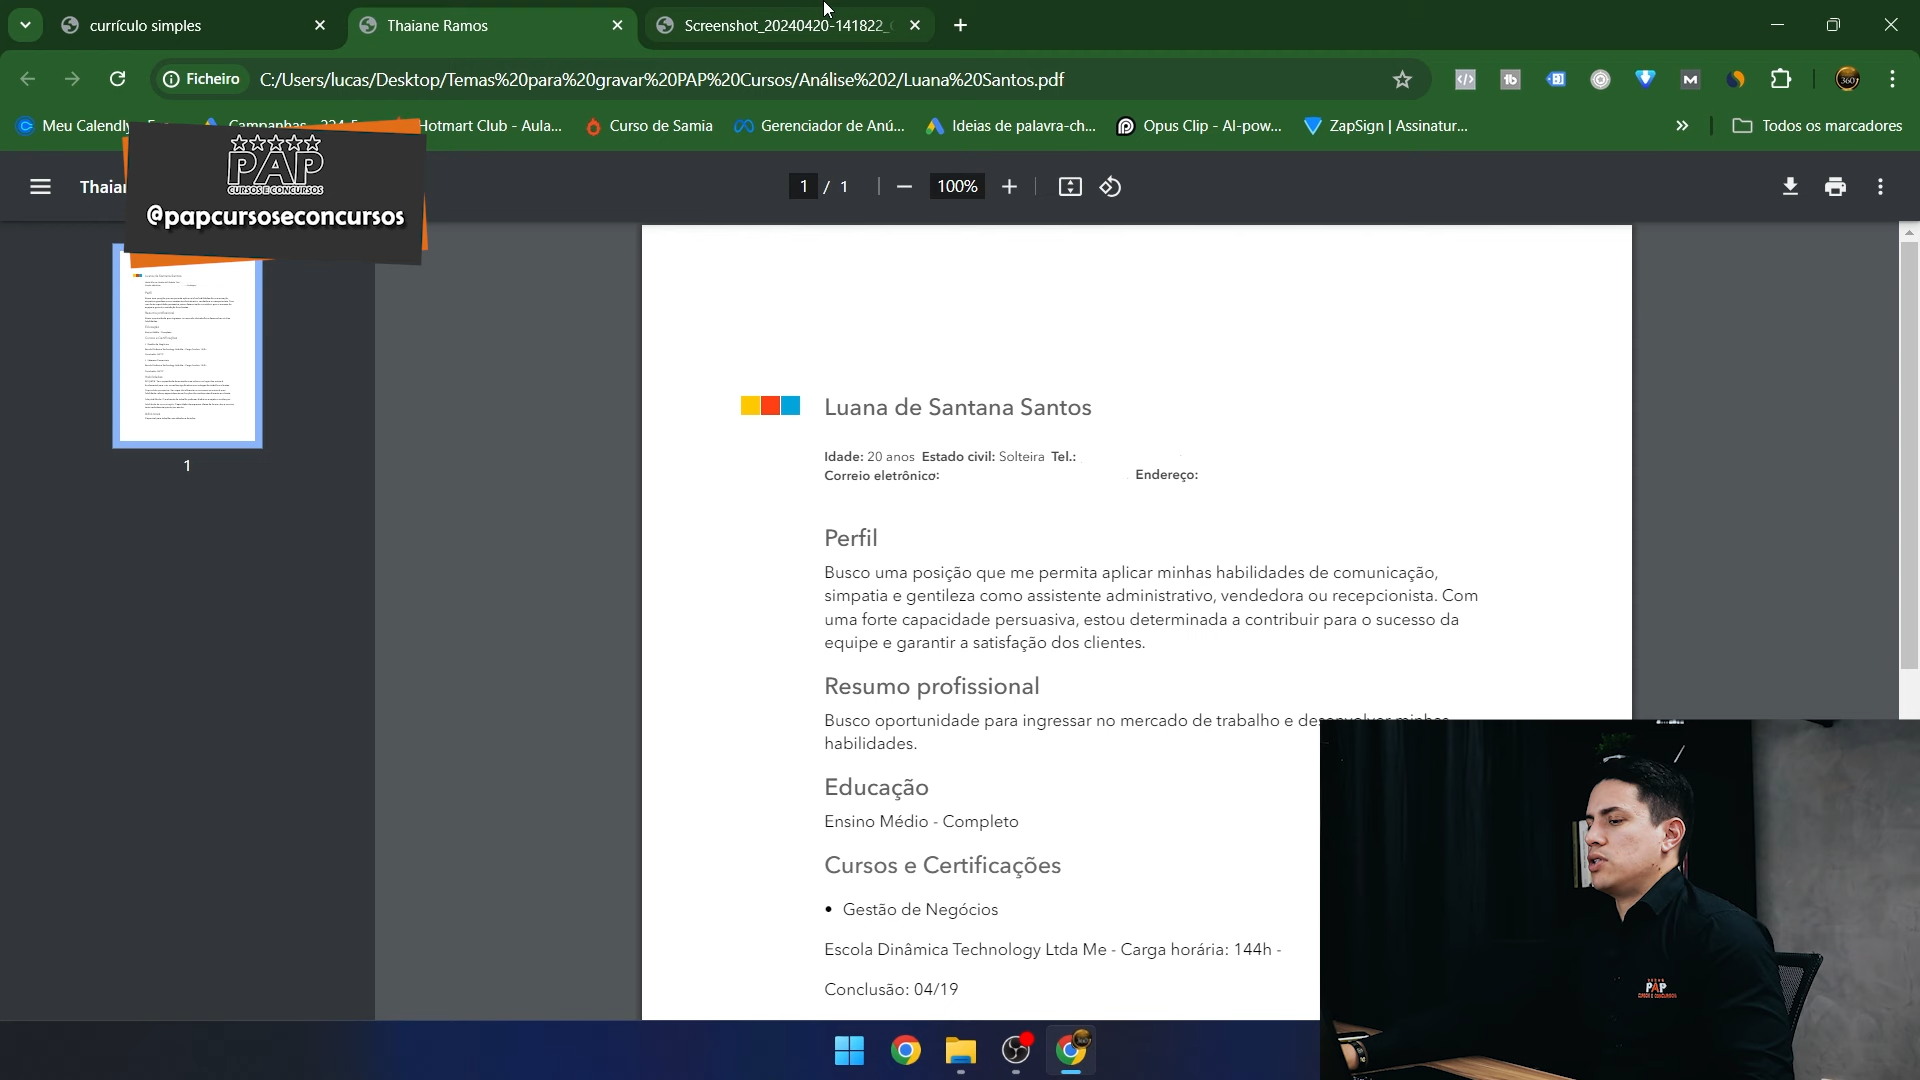 currículo simples
Thaiane Ramos
Screenshot_20240420-141822_
Ficheiro
C:/Users/lucas/Desktop/Temas%20para%20gravar%20PAP%20Cursos/Análise%202/Luana%20Santos.pdf
Meu Calendly
Hotmart Club - Aula...
Curso de Samia
Gerenciador de Anú...
Ideias de palavra-ch...
Opus Clip - AI-pow...
ZapSign | Assinatur...
Todos os marcadores
PAP
CURSOS E CONCURSOS
@papcursoseconcursos
1 / 1
100%
1
Luana de Santana Santos
Idade: 20 anos Estado civil: Solteira Tel.:
Correio eletrônico: Endereço:
Perfil
Busco uma posição que me permita aplicar minhas habilidades de comunicação,
simpatia e gentileza como assistente administrativo, vendedora ou recepcionista. Com
uma forte capacidade persuasiva, estou determinada a contribuir para o sucesso da
equipe e garantir a satisfação dos clientes.
Resumo profissional
Busco oportunidade para ingressar no mercado de trabalho e desenvolver minhas
habilidades.
Educação
Ensino Médio - Completo
Cursos e Certificações
• Gestão de Negócios
Escola Dinâmica Technology Ltda Me - Carga horária: 144h -
Conclusão: 04/19
PAP
CURSOS E CONCURSOS